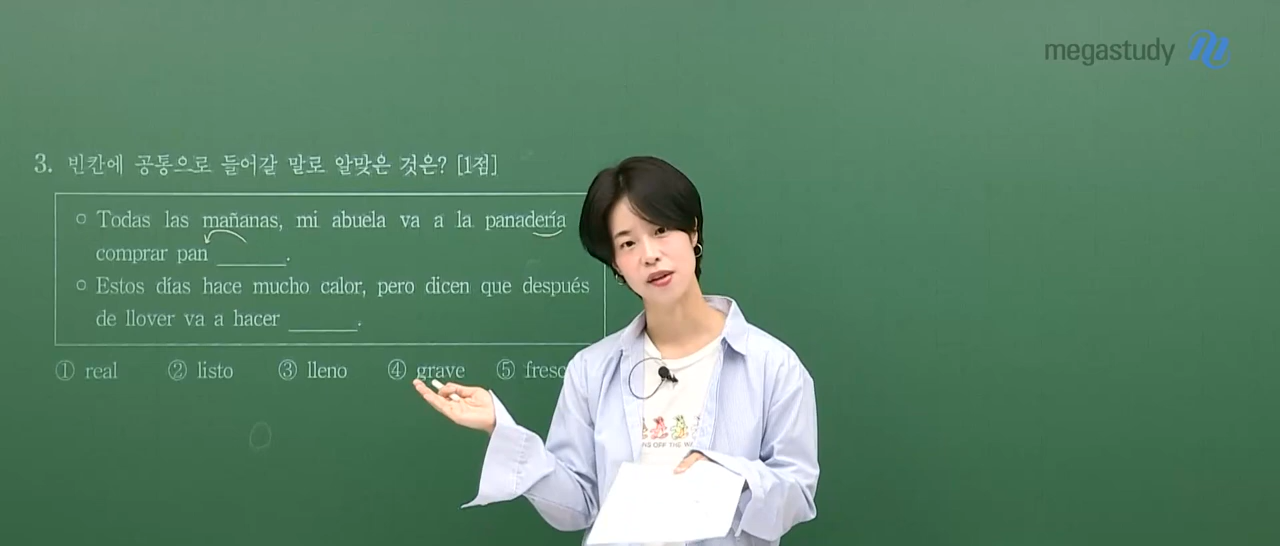 megastudy
3. 빈칸에 공통으로 들어갈 말로 알맞은 것은? [1점]
○ Todas las mañanas, mi abuela va a la panadería
comprar pan ______.
○ Estos días hace mucho calor, pero dicen que después
de llover va a hacer ______.
① real ② listo ③ lleno ④ grave ⑤ fresc